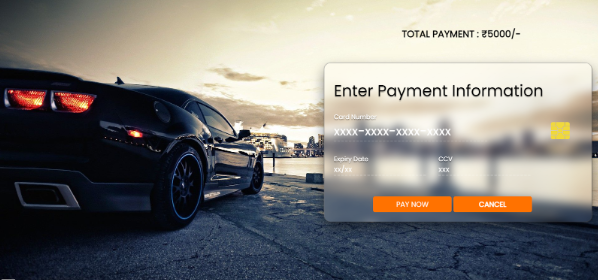 TOTAL PAYMENT : ₹5000/-
Enter Payment Information
Card Number
xxxx-xxxx-xxxx-xxxx
Expiry Date CCV
xx/xx xxx
PAY NOW CANCEL